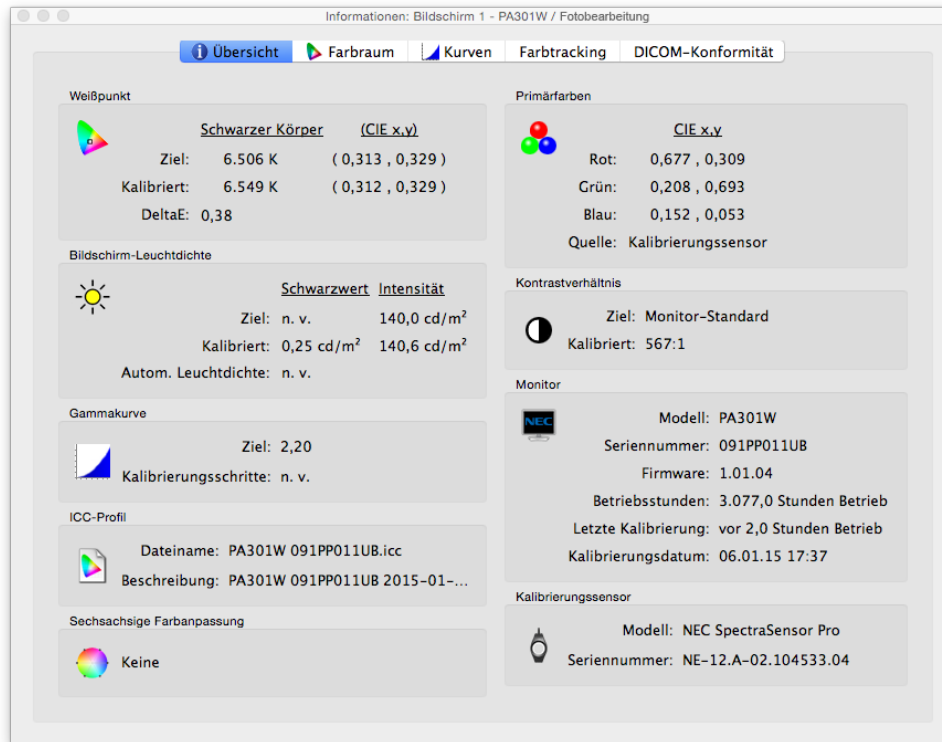 Informationen: Bildschirm 1 - PA301W / Fotobearbeitung
Übersicht Farbraum Kurven Farbtracking DICOM-Konformität
Weißpunkt
Schwarzer Körper (CIE x,y)
Ziel: 6.506 K ( 0,313 , 0,329 )
Kalibriert: 6.549 K ( 0,312 , 0,329 )
DeltaE: 0,38
Bildschirm-Leuchtdichte
Schwarzwert Intensität
Ziel: n. v. 140,0 cd/m²
Kalibriert: 0,25 cd/m² 140,6 cd/m²
Autom. Leuchtdichte: n. v.
Gammakurve
Ziel: 2,20
Kalibrierungsschritte: n. v.
ICC-Profil
Dateiname: PA301W 091PP011UB.icc
Beschreibung: PA301W 091PP011UB 2015-01-...
Sechsachsige Farbanpassung
Keine
Primärfarben
CIE x,y
Rot: 0,677 , 0,309
Grün: 0,208 , 0,693
Blau: 0,152 , 0,053
Quelle: Kalibrierungssensor
Kontrastverhältnis
Ziel: Monitor-Standard
Kalibriert: 567:1
Monitor
NEC
Modell: PA301W
Seriennummer: 091PP011UB
Firmware: 1.01.04
Betriebsstunden: 3.077,0 Stunden Betrieb
Letzte Kalibrierung: vor 2,0 Stunden Betrieb
Kalibrierungsdatum: 06.01.15 17:37
Kalibrierungssensor
Modell: NEC SpectraSensor Pro
Seriennummer: NE-12.A-02.104533.04